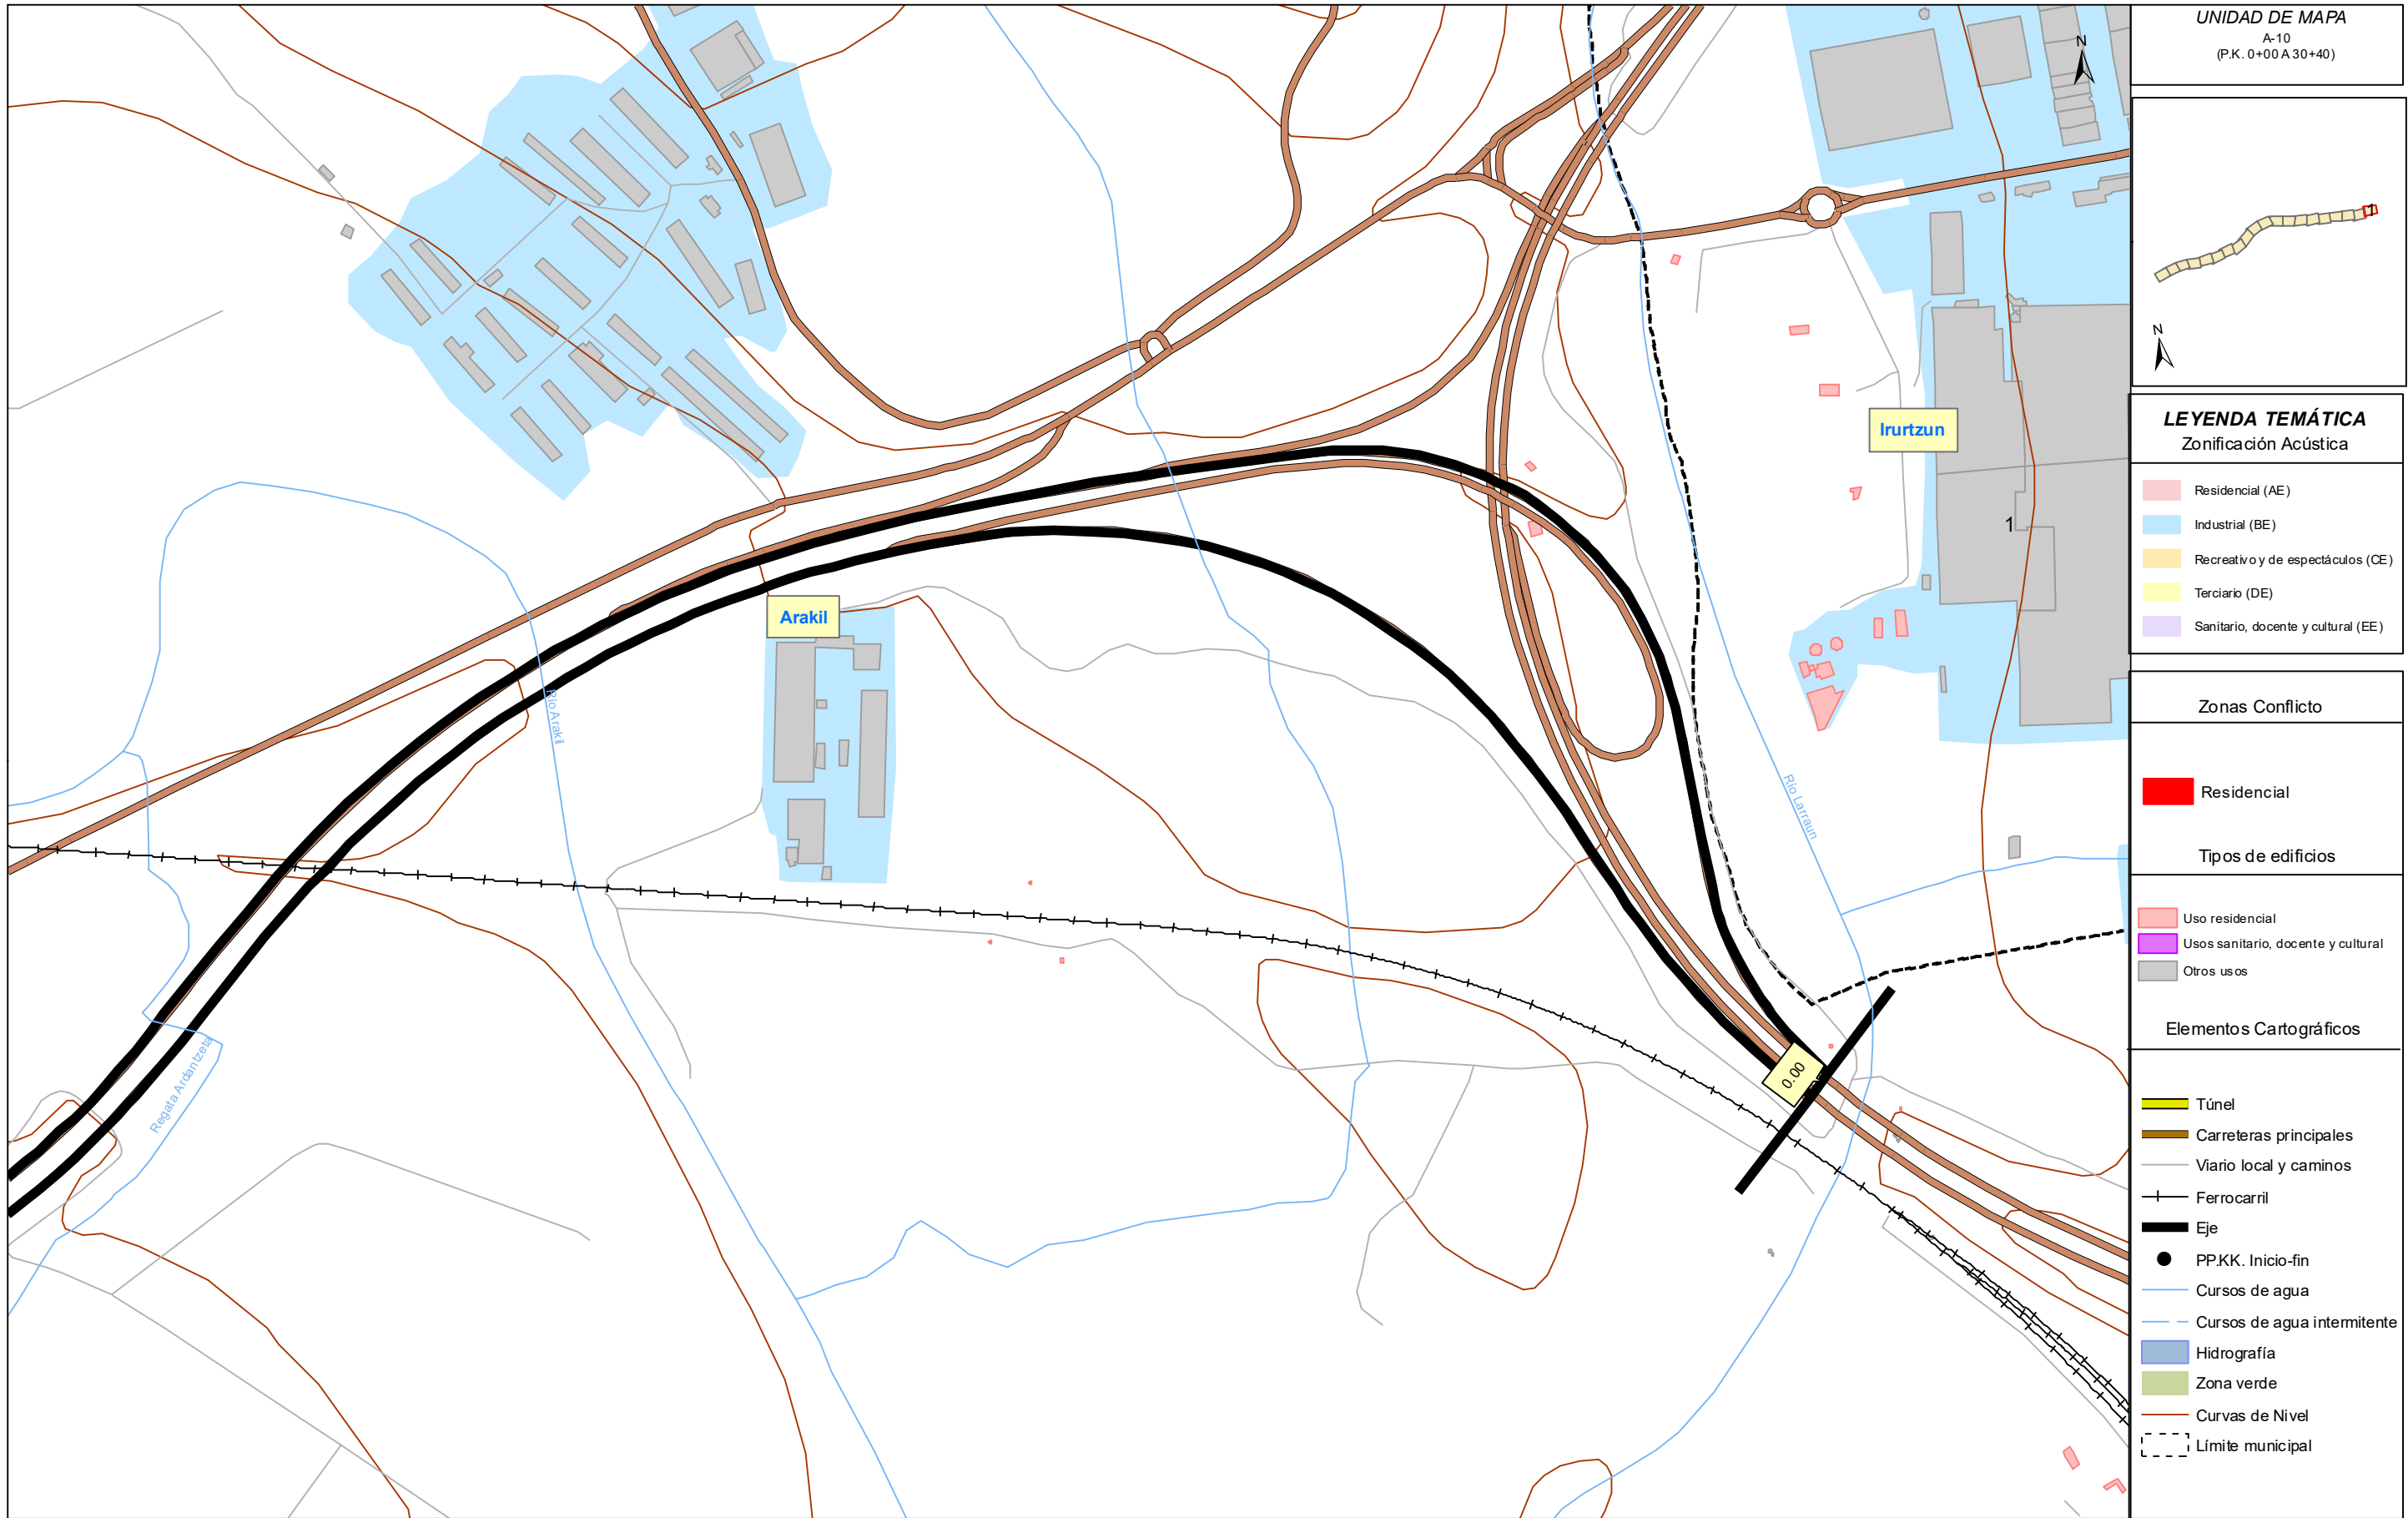 UNIDAD DE MAPA
A-10
(P.K. 0+00 A 30+40)
N
N
1
N
LEYENDA TEMÁTICA
Zonificación Acústica
Residencial (AE)
Industrial (BE)
Recreativo y de espectáculos (CE)
Terciario (DE)
Sanitario, docente y cultural (EE)
Zonas Conflicto
Residencial
Tipos de edificios
Uso residencial
Usos sanitario, docente y cultural
Otros usos
Elementos Cartográficos
Túnel
Carreteras principales
Viario local y caminos
Ferrocarril
Eje
PP.KK. Inicio-fin
Cursos de agua
Cursos de agua intermitente
Hidrografía
Zona verde
Curvas de Nivel
Límite municipal
Irurtzun
1
Arakil
Río Arakil
Río Larraun
Regata Ardantzeta
0.00